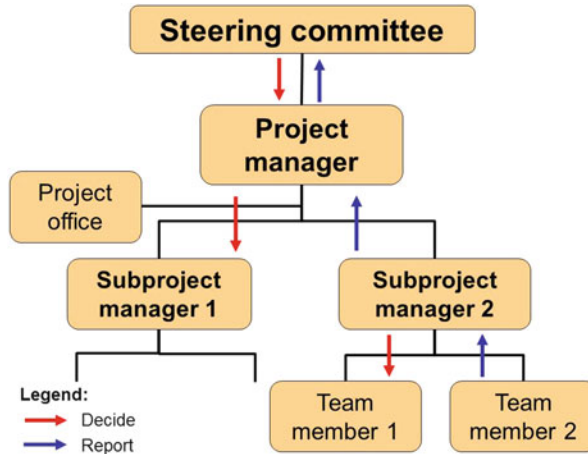 Steering committee
Project
manager
Project
office
Subproject
manager 1
Subproject
manager 2
Legend:
Decide
Report
Team
member 1
Team
member 2